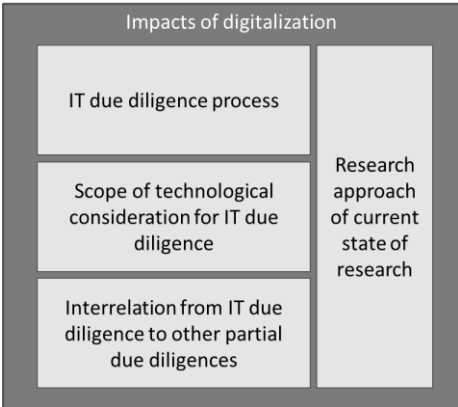 Impacts of digitalization
IT due diligence process
Scope of technological
consideration for IT due
diligence
Interrelation from IT due
diligence to other partial
due diligences
Research
approach
of current
state of
research